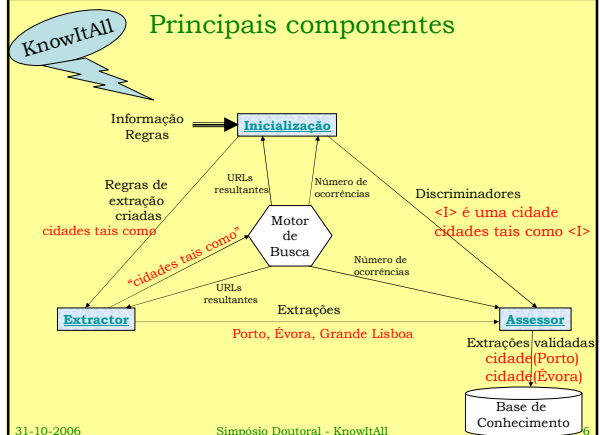 KnowItAll
Principais componentes
Informação
Regras
Inicialização
Regras de
extração
criadas
cidades tais como
URLs
resultantes
Número de
ocorrências
Discriminadores
<I> é uma cidade
cidades tais como <I>
Motor
de
Busca
"cidades tais como"
URLs
resultantes
Número de
ocorrências
Extractor
Extrações
Porto, Évora, Grande Lisboa
Assessor
Extrações validadas
cidade(Porto)
cidade(Évora)
Base de
Conhecimento
31-10-2006
Simpósio Doutoral - KnowItAll
6